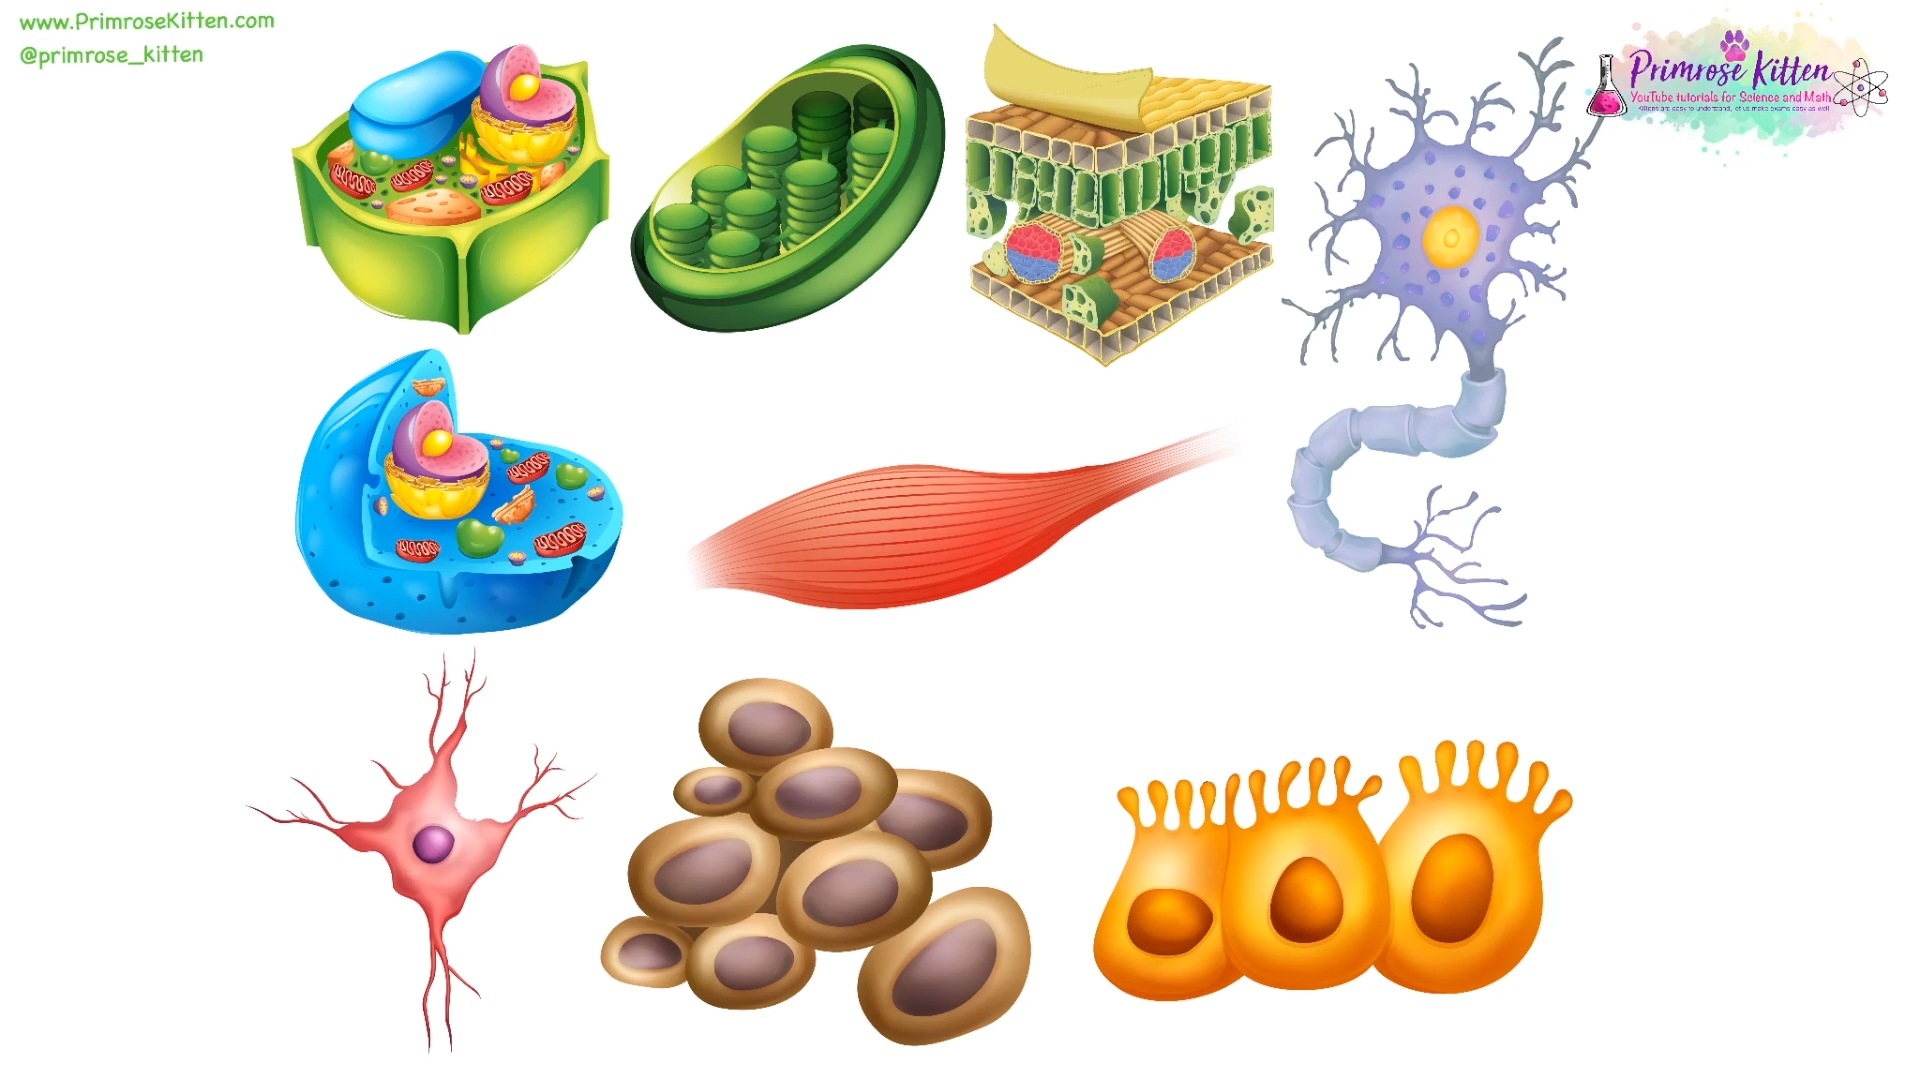 www.PrimroseKitten.com
@primrose_kitten
Primrose Kitten
YouTube tutorials for Science and Math